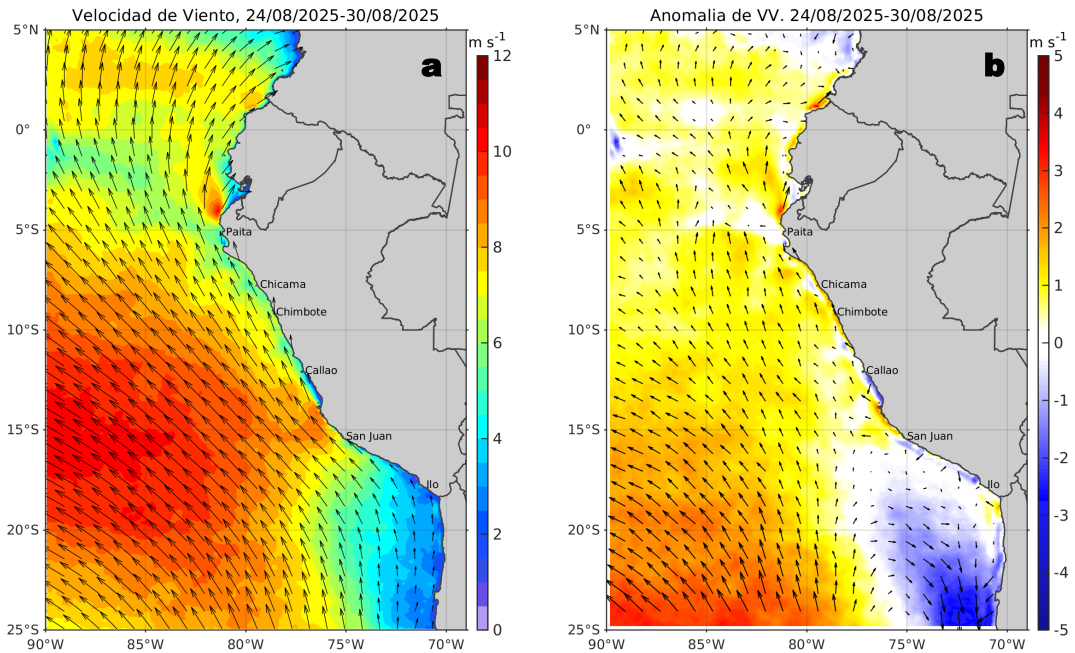 Velocidad de Viento, 24/08/2025-30/08/2025
m s-1
a
5°N
0°
5°S
10°S
15°S
20°S
25°S
90°W
85°W
80°W
75°W
70°W
Paita
Chicama
Chimbote
Callao
San Juan
Ilo
12
10
8
6
4
2
0
Anomalia de VV. 24/08/2025-30/08/2025
m s-1
b
5°N
0°
5°S
10°S
15°S
20°S
25°S
90°W
85°W
80°W
75°W
70°W
Paita
Chicama
Chimbote
Callao
San Juan
Ilo
5
4
3
2
1
0
-1
-2
-3
-4
-5